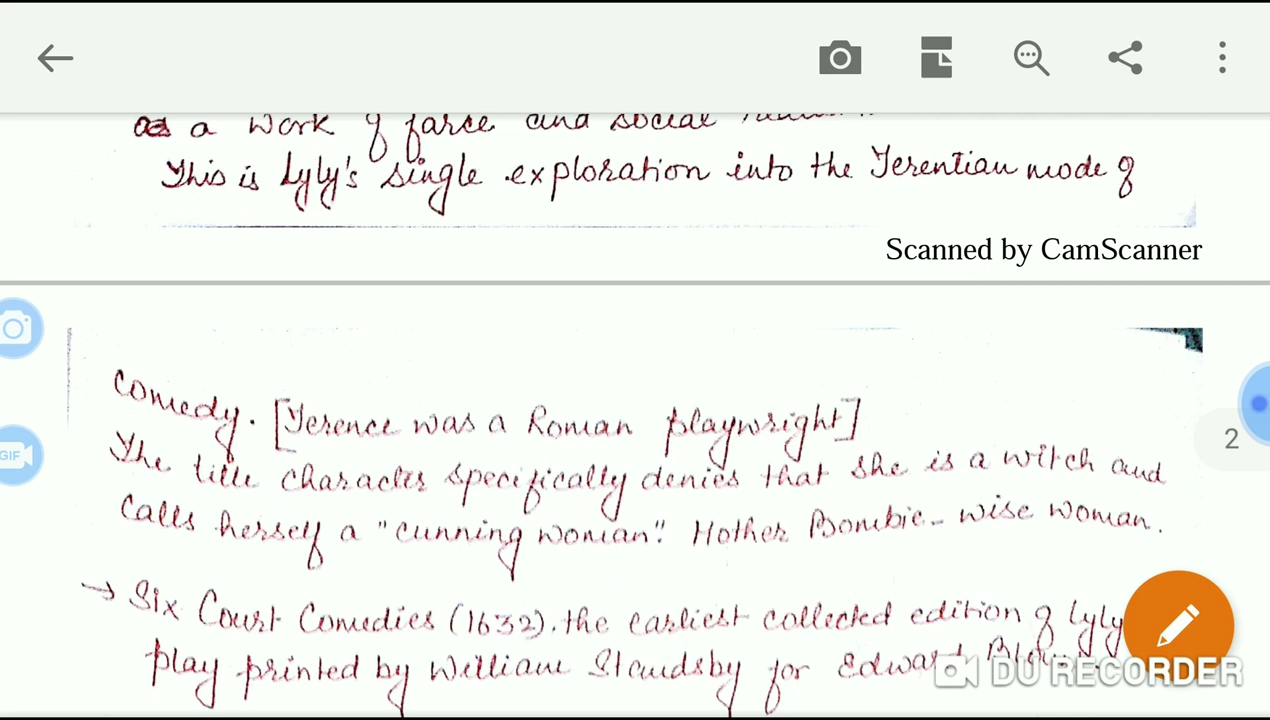 as a work of farce and social
This is Lyly's single exploration into the Terentian mode of
Scanned by CamScanner
Comedy. [Terence was a Roman playwright]
2
The title character specifically denies that she is a witch and
GIF
Calls herself a "cunning woman". Mother Bombie - wise woman.
→ Six Court Comedies (1632). the earliest collected edition of Lyly
play printed by William Standsby for Edward
DU RECORDER